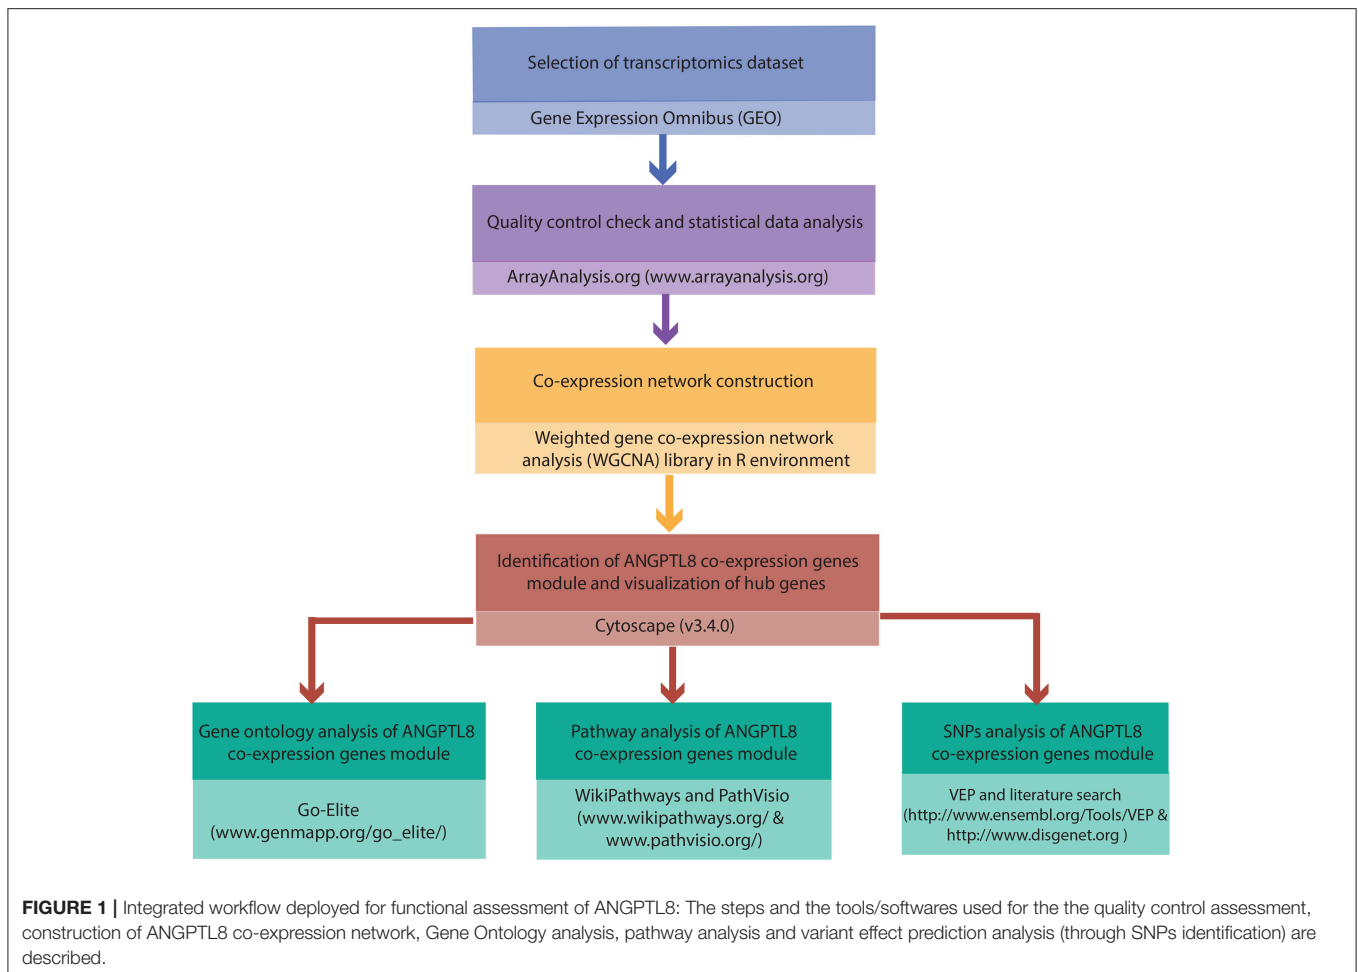 Selection of transcriptomics dataset
Gene Expression Omnibus (GEO)
Quality control check and statistical data analysis
ArrayAnalysis.org (www.arrayanalysis.org)
Co-expression network construction
Weighted gene co-expression network
analysis (WGCNA) library in R environment
Identification of ANGPTL8 co-expression genes
module and visualization of hub genes
Cytoscape (v3.4.0)
Gene ontology analysis of ANGPTL8
co-expression genes module
Go-Elite
(www.genmapp.org/go_elite/)
Pathway analysis of ANGPTL8
co-expression genes module
WikiPathways and PathVisio
(www.wikipathways.org/ &
www.pathvisio.org/)
SNPs analysis of ANGPTL8
co-expression genes module
VEP and literature search
(http://www.ensembl.org/Tools/VEP &
http://www.disgenet.org )
FIGURE 1 | Integrated workflow deployed for functional assessment of ANGPTL8: The steps and the tools/softwares used for the the quality control assessment,
construction of ANGPTL8 co-expression network, Gene Ontology analysis, pathway analysis and variant effect prediction analysis (through SNPs identification) are
described.